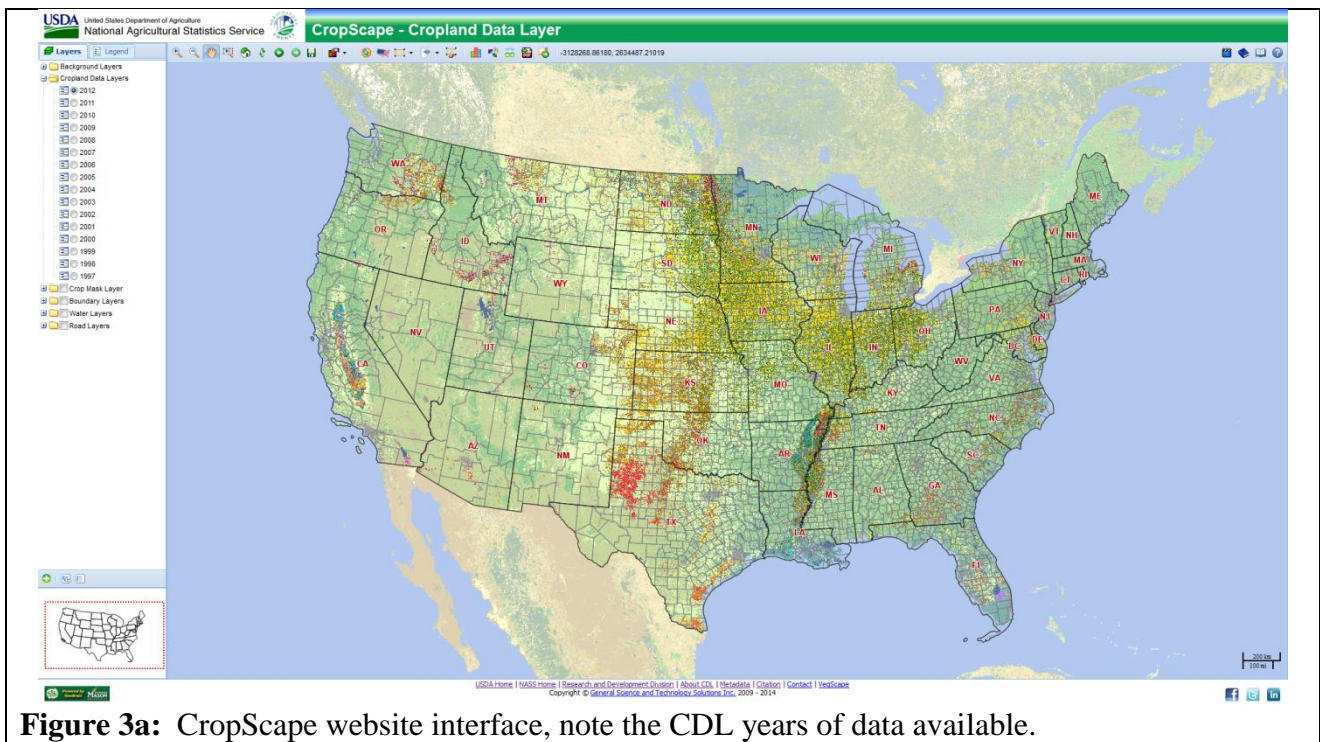 USDA United States Department of Agriculture
National Agricultural Statistics Service
CropScape - Cropland Data Layer
Layers Legend
-3128268.86180, 2634487.21019
Background Layers
Cropland Data Layers
2012
2011
2010
2009
2008
2007
2006
2005
2004
2003
2002
2001
2000
1999
1998
1997
Crop Mask Layer
Boundary Layers
Water Layers
Road Layers
WA
MT
ND
MN
ME
OR
ID
SD
WI
MI
VT
NH
NY
MA
CT
RI
WY
NE
IA
PA
NJ
NV
UT
IL
IN
OH
DC
DE
CA
CO
KS
MO
WV
VA
KY
AZ
NM
OK
AR
TN
NC
SC
TX
MS
AL
GA
LA
FL
200 km
100 mi
Powered by
GeoBrain
MASON
USDA Home | NASS Home | Research and Development Division | About CDL | Metadata | Citation | Contact | VegScape
Copyright © General Science and Technology Solutions Inc. 2009 - 2014
Figure 3a: CropScape website interface, note the CDL years of data available.